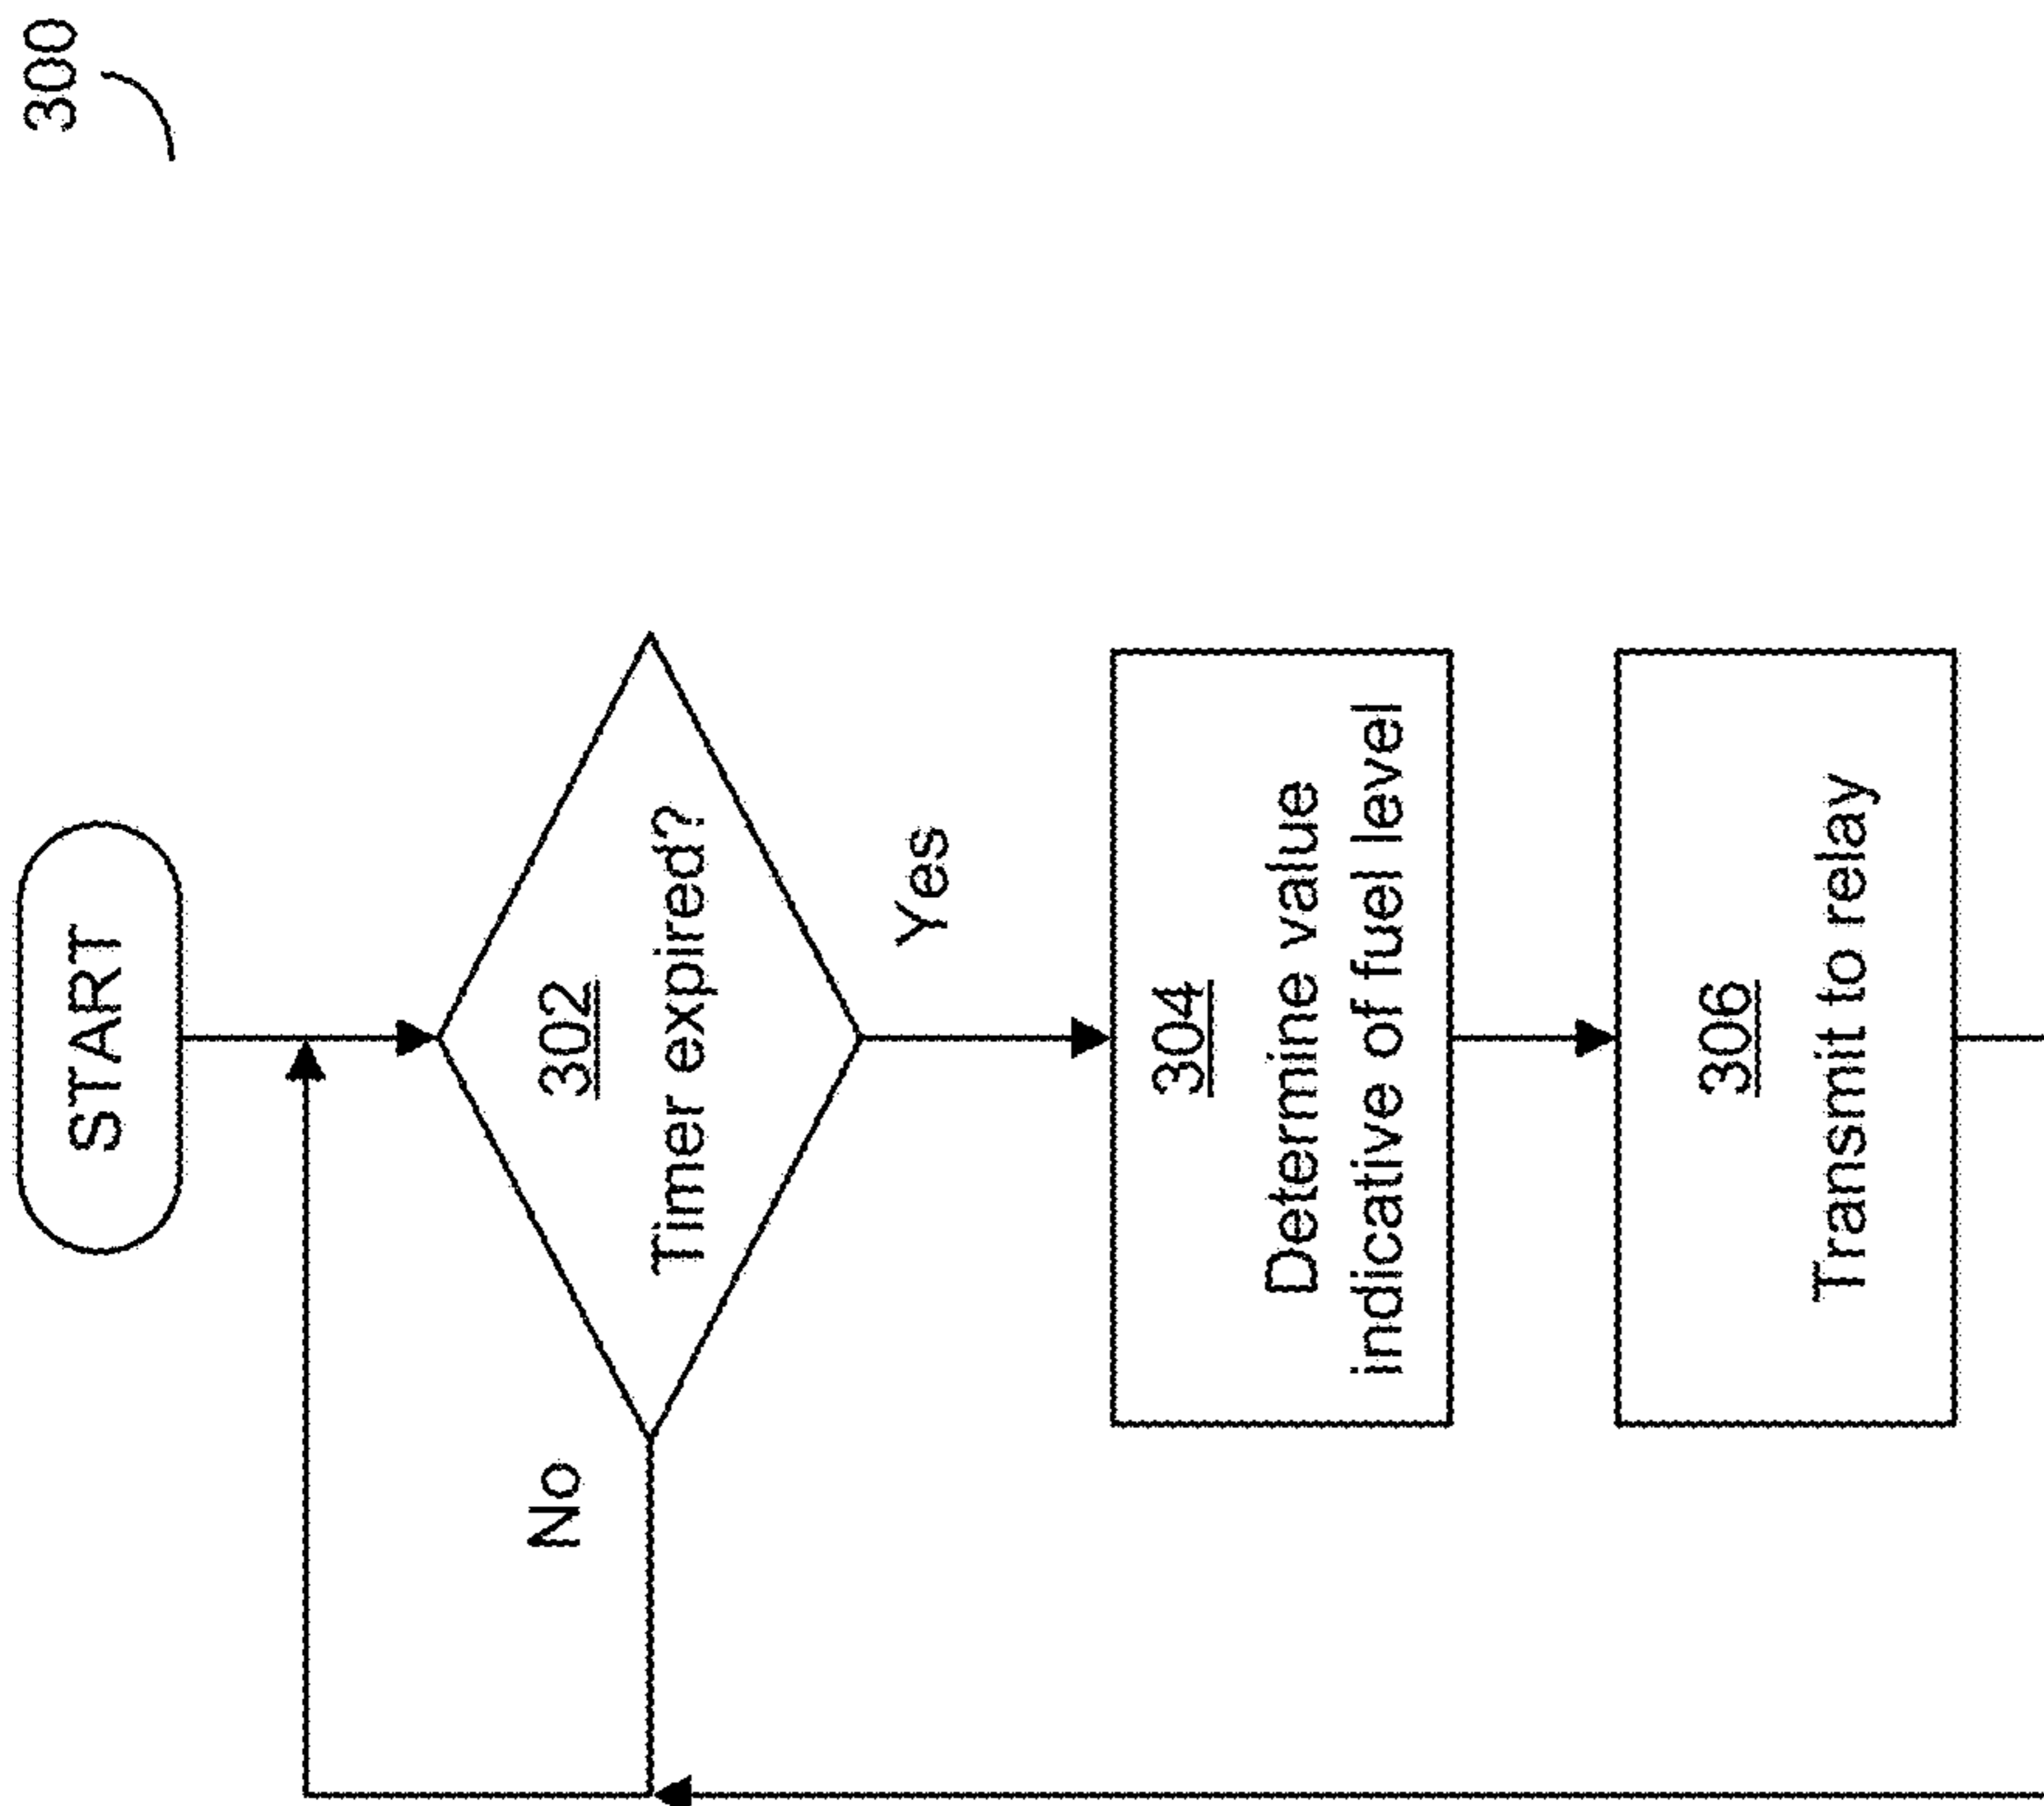 300
START
302
Timer expired?
No
Yes
304
Determine value
indicative of fuel level
306
Transmit to relay